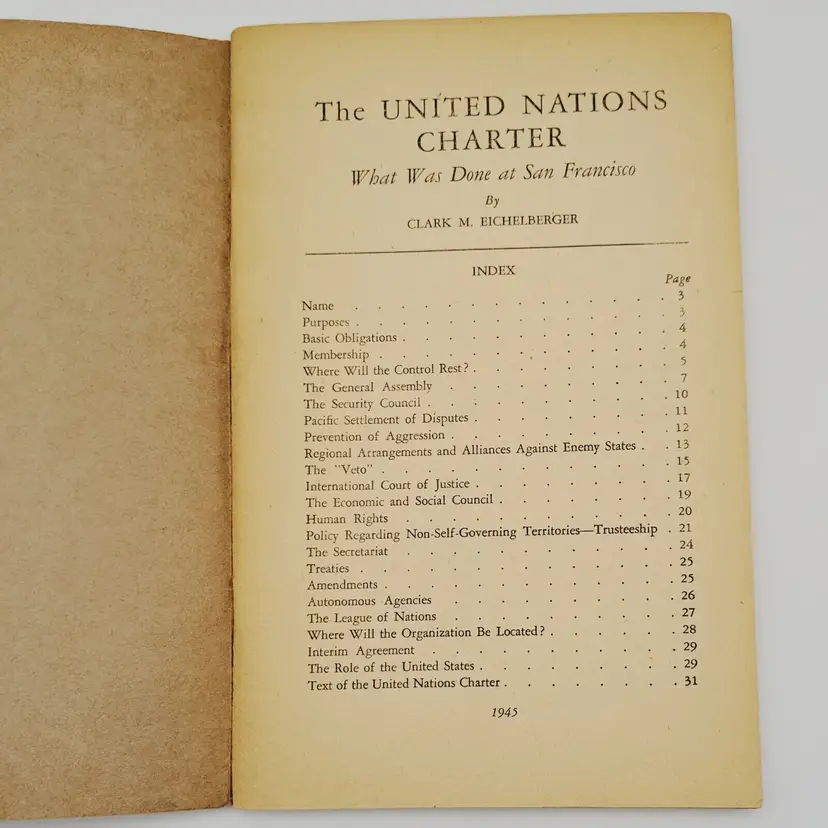 The UNITED NATIONS
CHARTER
What Was Done at San Francisco
By
CLARK M. EICHELBERGER
INDEX
Page
Name . . . . . . . . . . . . . . 3
Purposes . . . . . . . . . . . . . 3
Basic Obligations . . . . . . . . . . . 4
Membership . . . . . . . . . . . . 4
Where Will the Control Rest? . . . . . . . . 5
The General Assembly . . . . . . . . . 7
The Security Council . . . . . . . . . . 10
Pacific Settlement of Disputes . . . . . . . . 11
Prevention of Aggression . . . . . . . . . 12
Regional Arrangements and Alliances Against Enemy States . . 13
The "Veto" . . . . . . . . . . . . 15
International Court of Justice . . . . . . . . 17
The Economic and Social Council . . . . . . . 19
Human Rights . . . . . . . . . . . 20
Policy Regarding Non-Self-Governing Territories—Trusteeship . 21
The Secretariat . . . . . . . . . . . 24
Treaties . . . . . . . . . . . . . 25
Amendments . . . . . . . . . . . . 25
Autonomous Agencies . . . . . . . . . 26
The League of Nations . . . . . . . . . 27
Where Will the Organization Be Located? . . . . . . 28
Interim Agreement . . . . . . . . . . 29
The Role of the United States . . . . . . . . 29
Text of the United Nations Charter . . . . . . . 31
1945